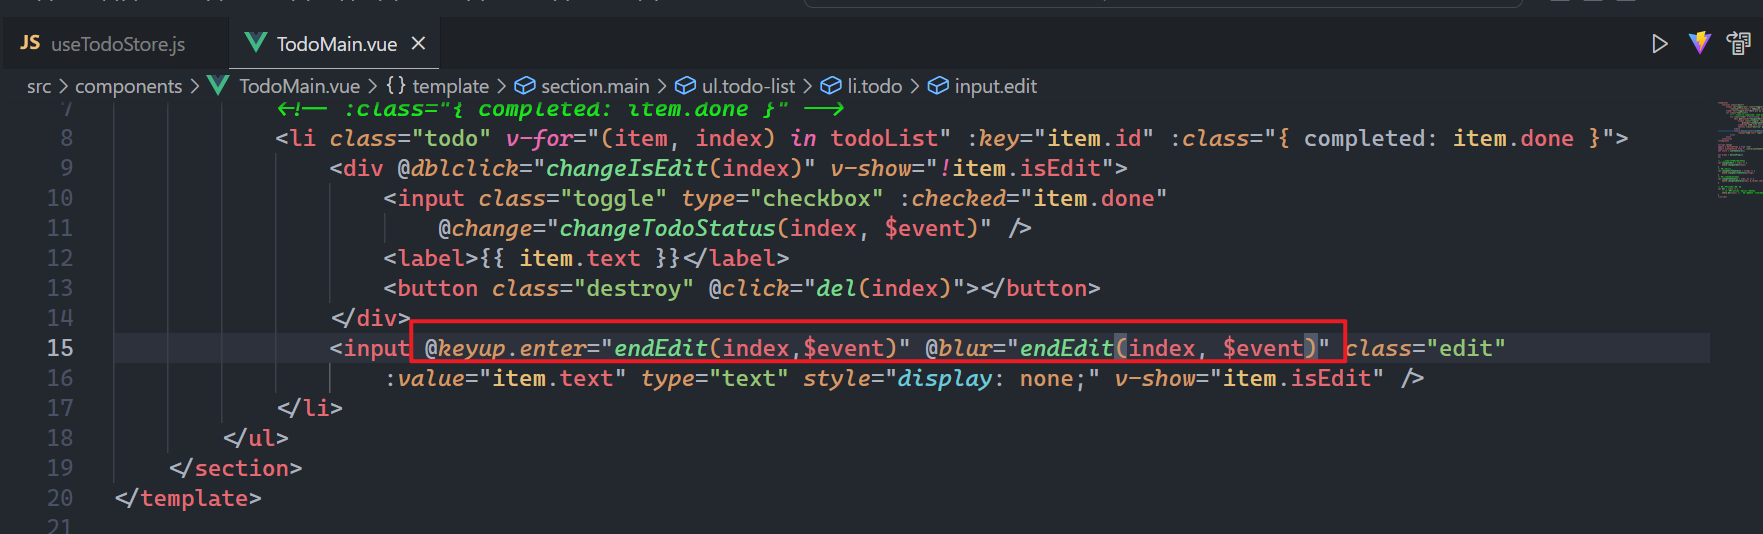 JS useTodoStore.js TodoMain.vue ×
src > components > TodoMain.vue > {} template > section.main > ul.todo-list > li.todo > input.edit
7 <!-- :class="{ completed: item.done }" -->
8 <li class="todo" v-for="(item, index) in todoList" :key="item.id" :class="{ completed: item.done }">
9 <div @dblclick="changeIsEdit(index)" v-show="!item.isEdit">
10 <input class="toggle" type="checkbox" :checked="item.done"
11 @change="changeTodoStatus(index, $event)" />
12 <label>{{ item.text }}</label>
13 <button class="destroy" @click="del(index)"></button>
14 </div>
15 <input @keyup.enter="endEdit(index,$event)" @blur="endEdit(index, $event)" class="edit"
16 :value="item.text" type="text" style="display: none;" v-show="item.isEdit" />
17 </li>
18 </ul>
19 </section>
20 </template>
21